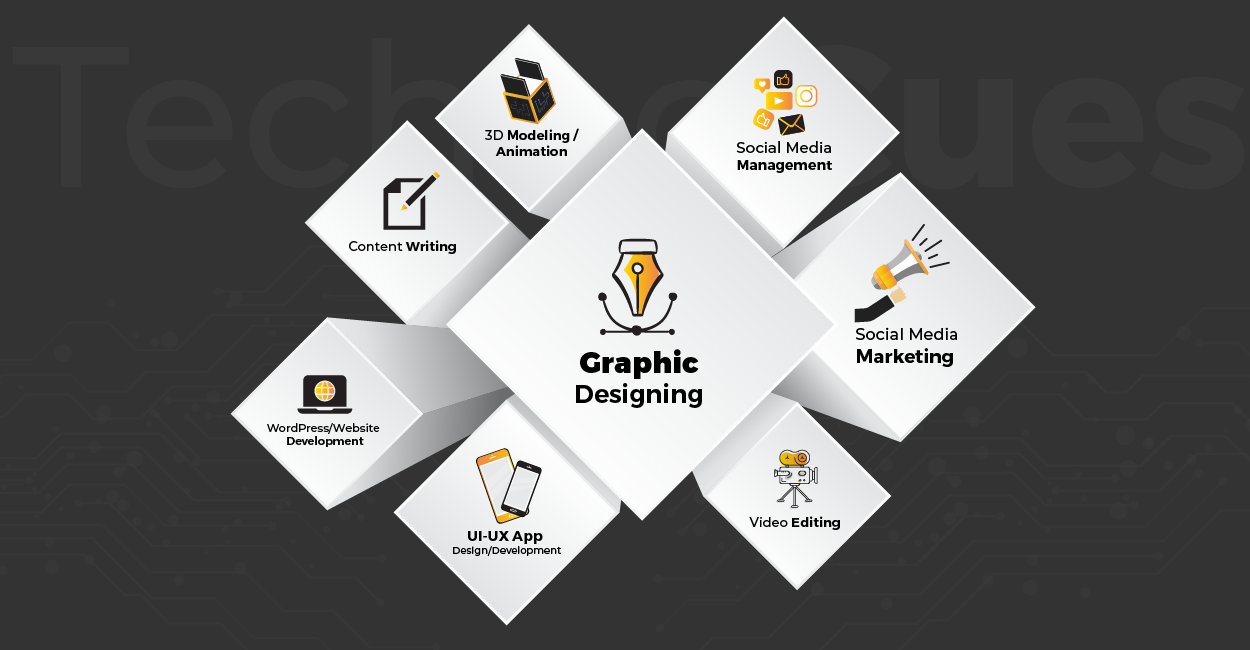 3D Modeling /
Animation
Social Media
Management
Content Writing
Graphic
Designing
Social Media
Marketing
WordPress/Website
Development
UI-UX App
Design/Development
Video Editing